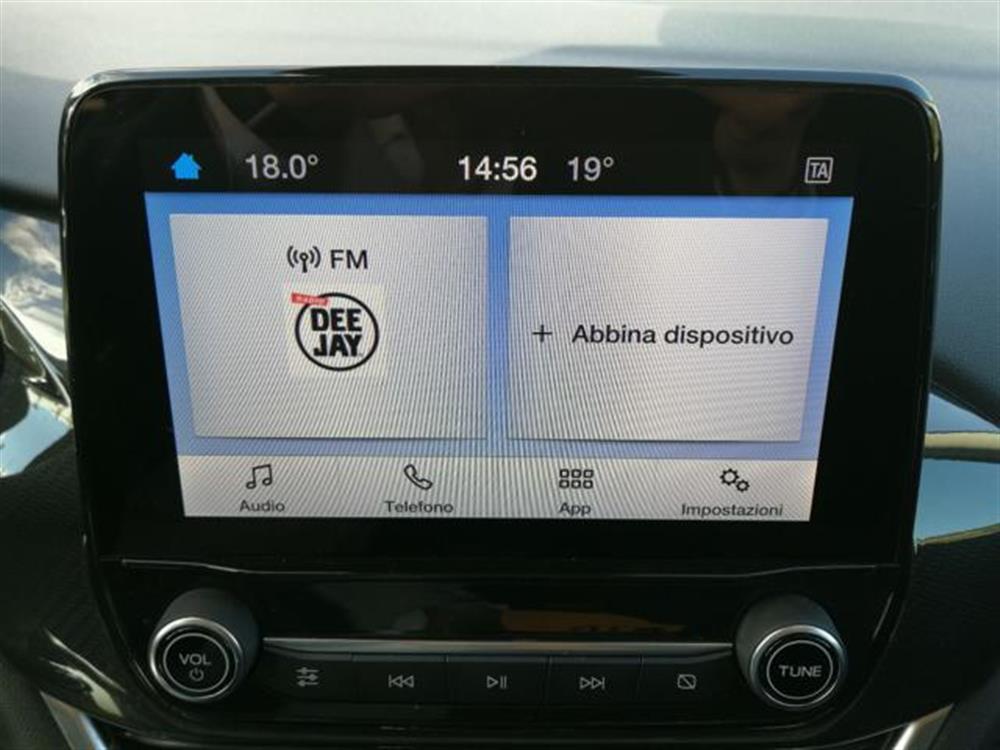 18.0° 14:56 19° TA
FM
RADIO
DEE
JAY
+ Abbina dispositivo
Audio Telefono App Impostazioni
VOL
TUNE